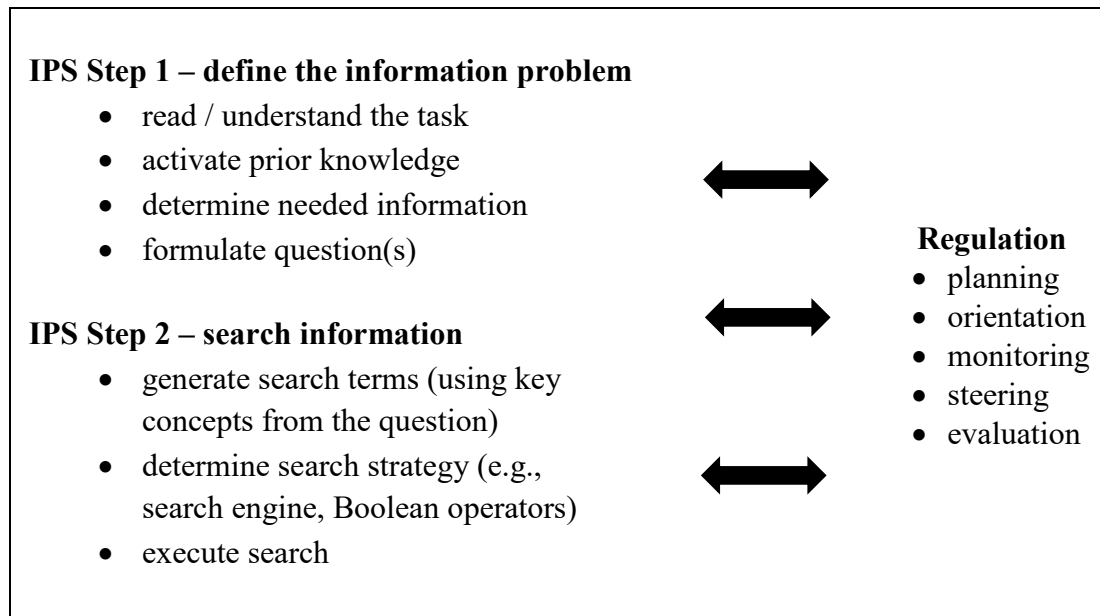 IPS Step 1 – define the information problem
• read / understand the task
• activate prior knowledge
• determine needed information
• formulate question(s)
IPS Step 2 – search information
• generate search terms (using key
concepts from the question)
• determine search strategy (e.g.,
search engine, Boolean operators)
• execute search
Regulation
• planning
• orientation
• monitoring
• steering
• evaluation